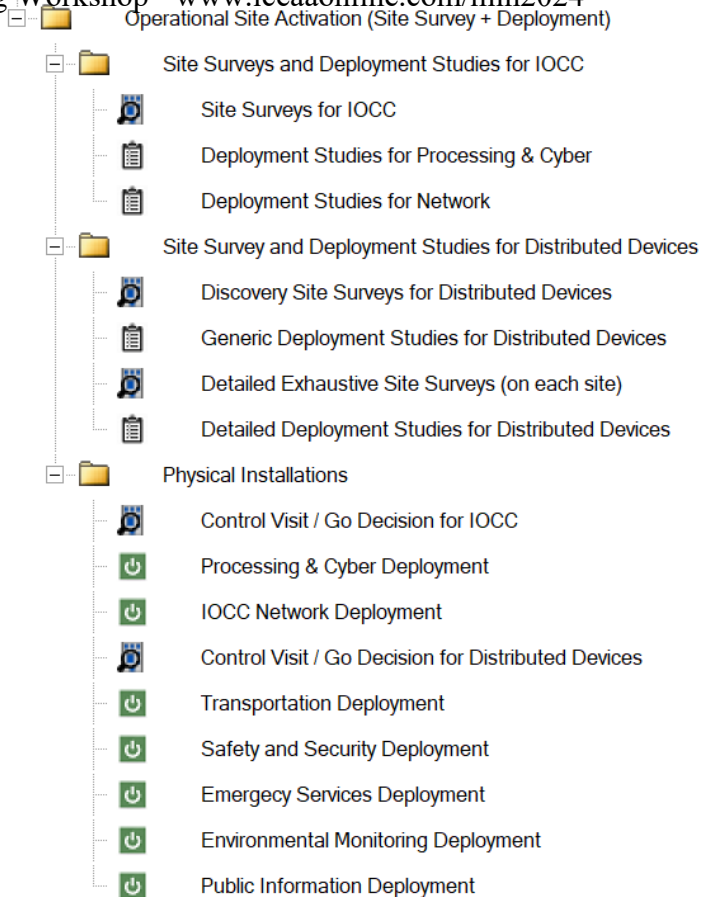 Workshop - www.iceaaonline.com/min2024
Operational Site Activation (Site Survey + Deployment)
Site Surveys and Deployment Studies for IOCC
Site Surveys for IOCC
Deployment Studies for Processing & Cyber
Deployment Studies for Network
Site Survey and Deployment Studies for Distributed Devices
Discovery Site Surveys for Distributed Devices
Generic Deployment Studies for Distributed Devices
Detailed Exhaustive Site Surveys (on each site)
Detailed Deployment Studies for Distributed Devices
Physical Installations
Control Visit / Go Decision for IOCC
Processing & Cyber Deployment
IOCC Network Deployment
Control Visit / Go Decision for Distributed Devices
Transportation Deployment
Safety and Security Deployment
Emergecy Services Deployment
Environmental Monitoring Deployment
Public Information Deployment